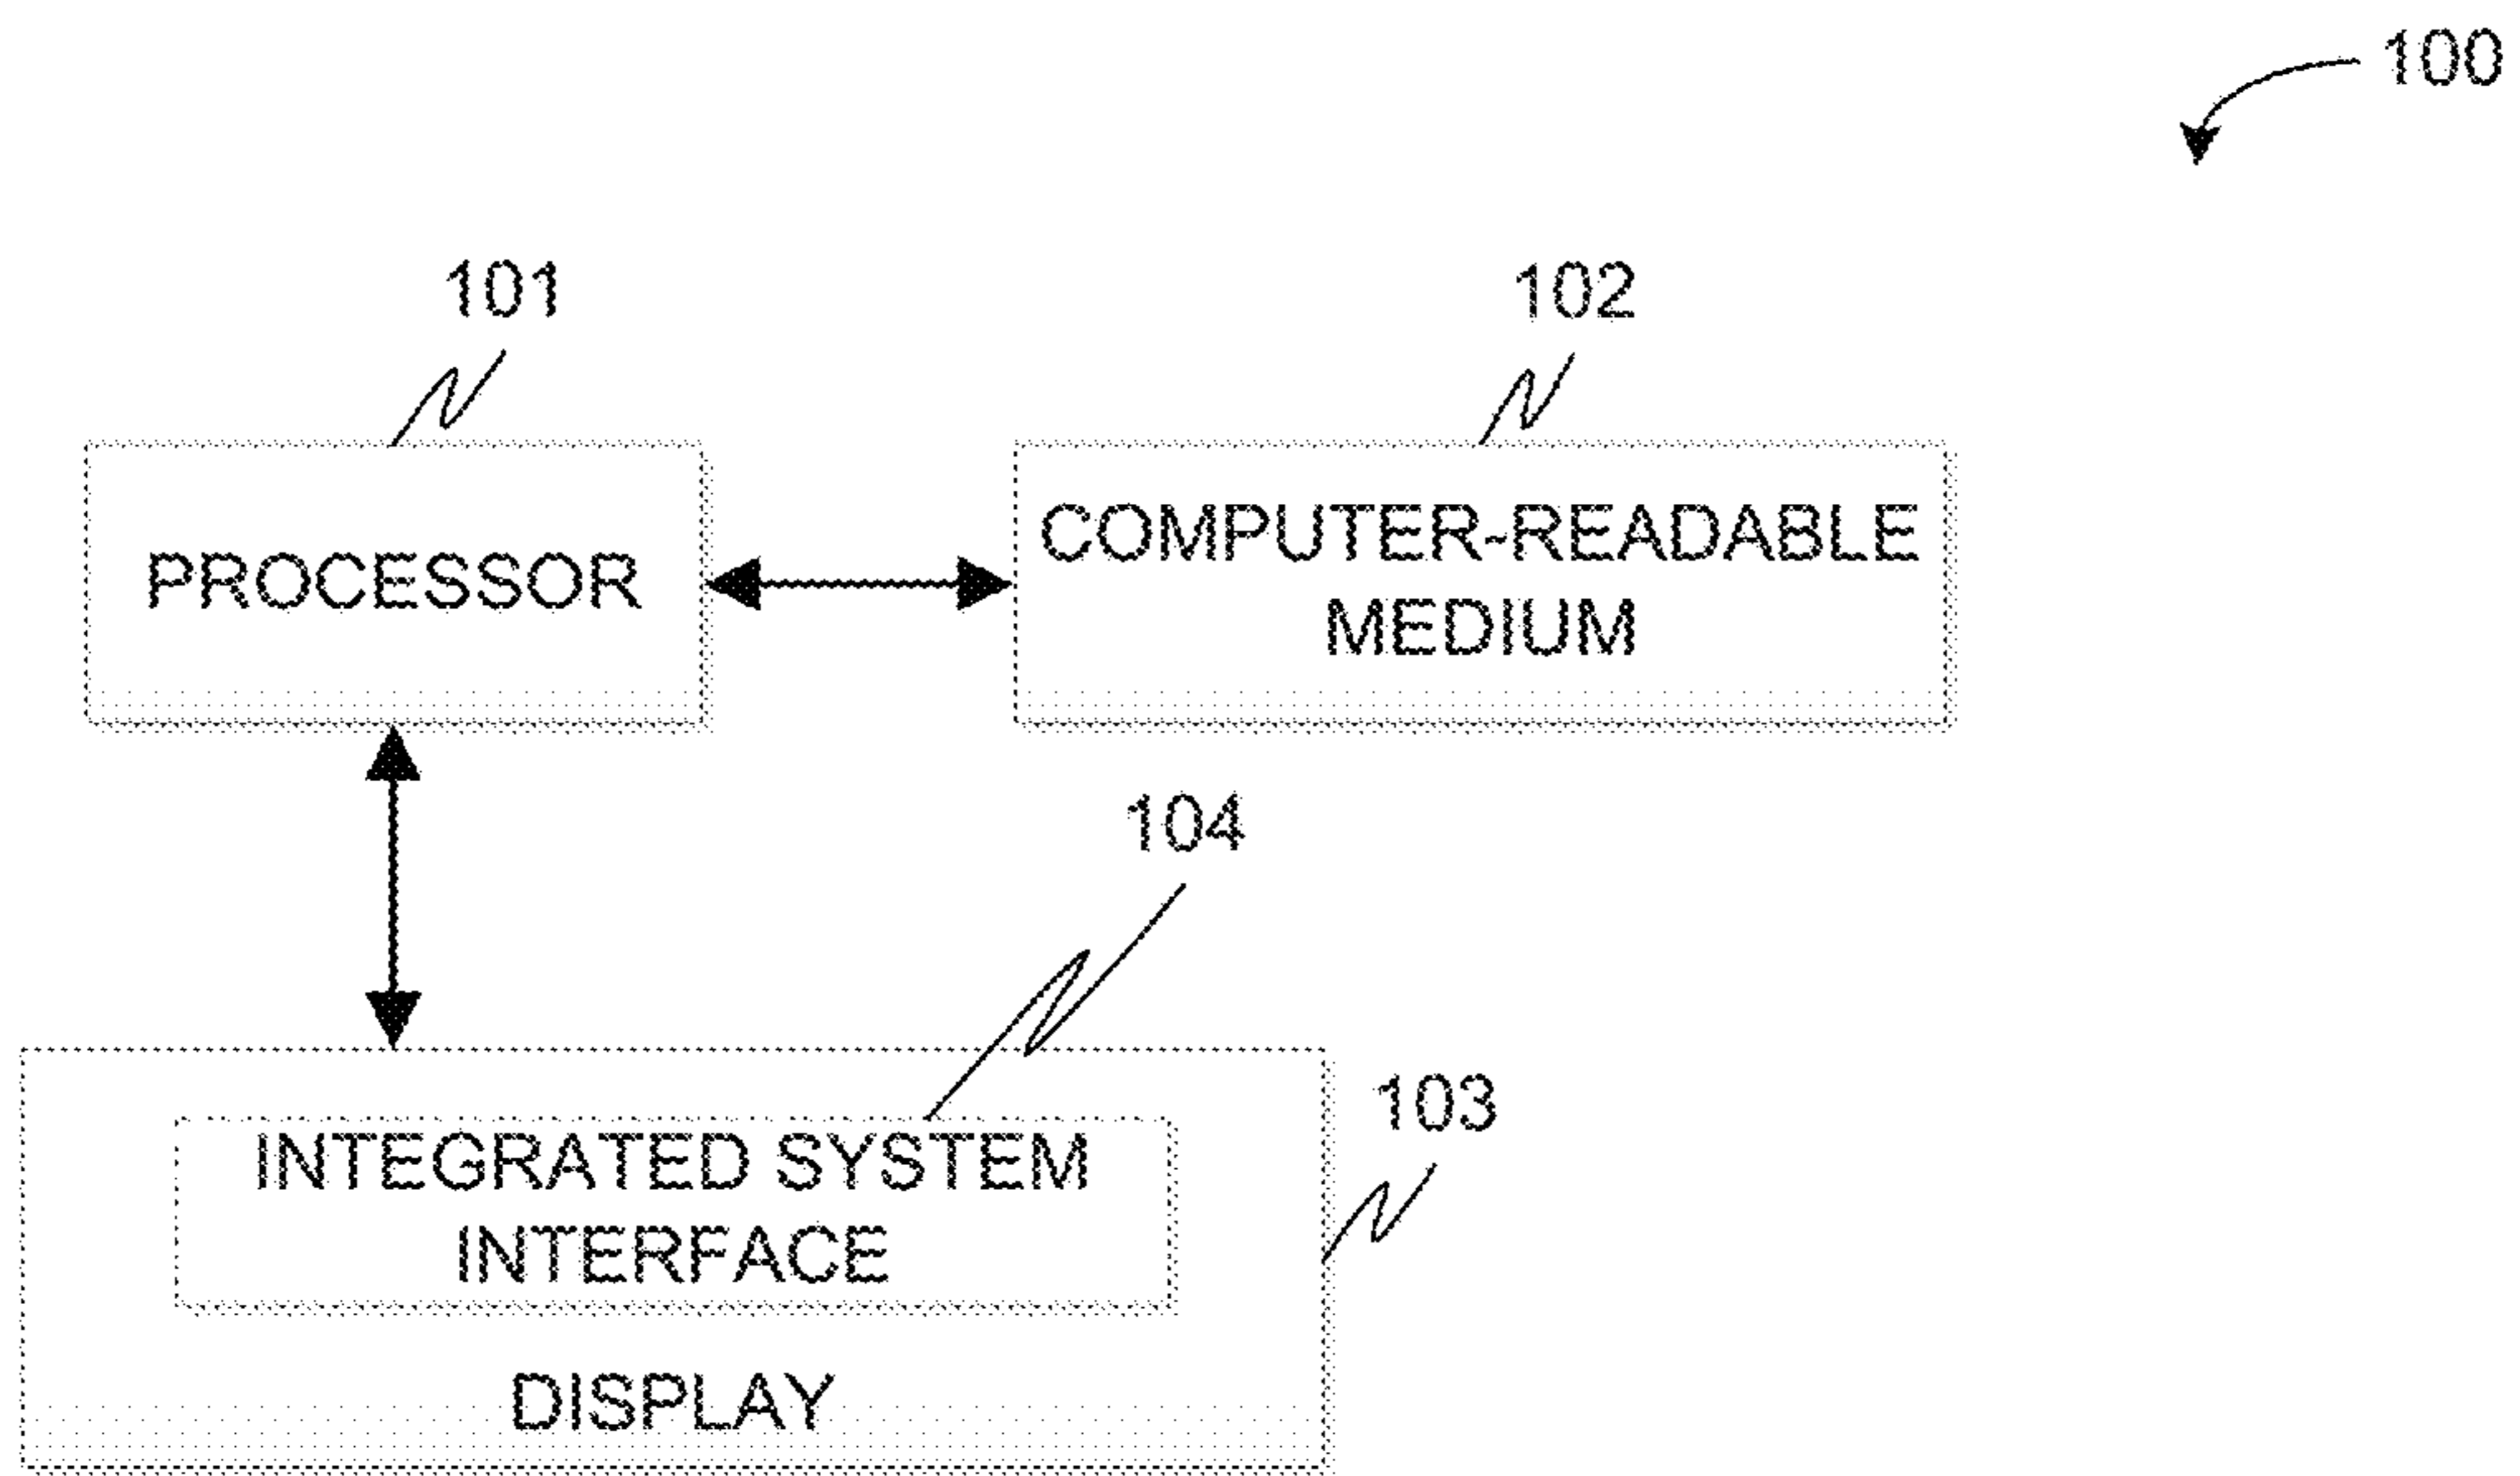 100
101
102
PROCESSOR
COMPUTER-READABLE
MEDIUM
104
103
INTEGRATED SYSTEM
INTERFACE
DISPLAY